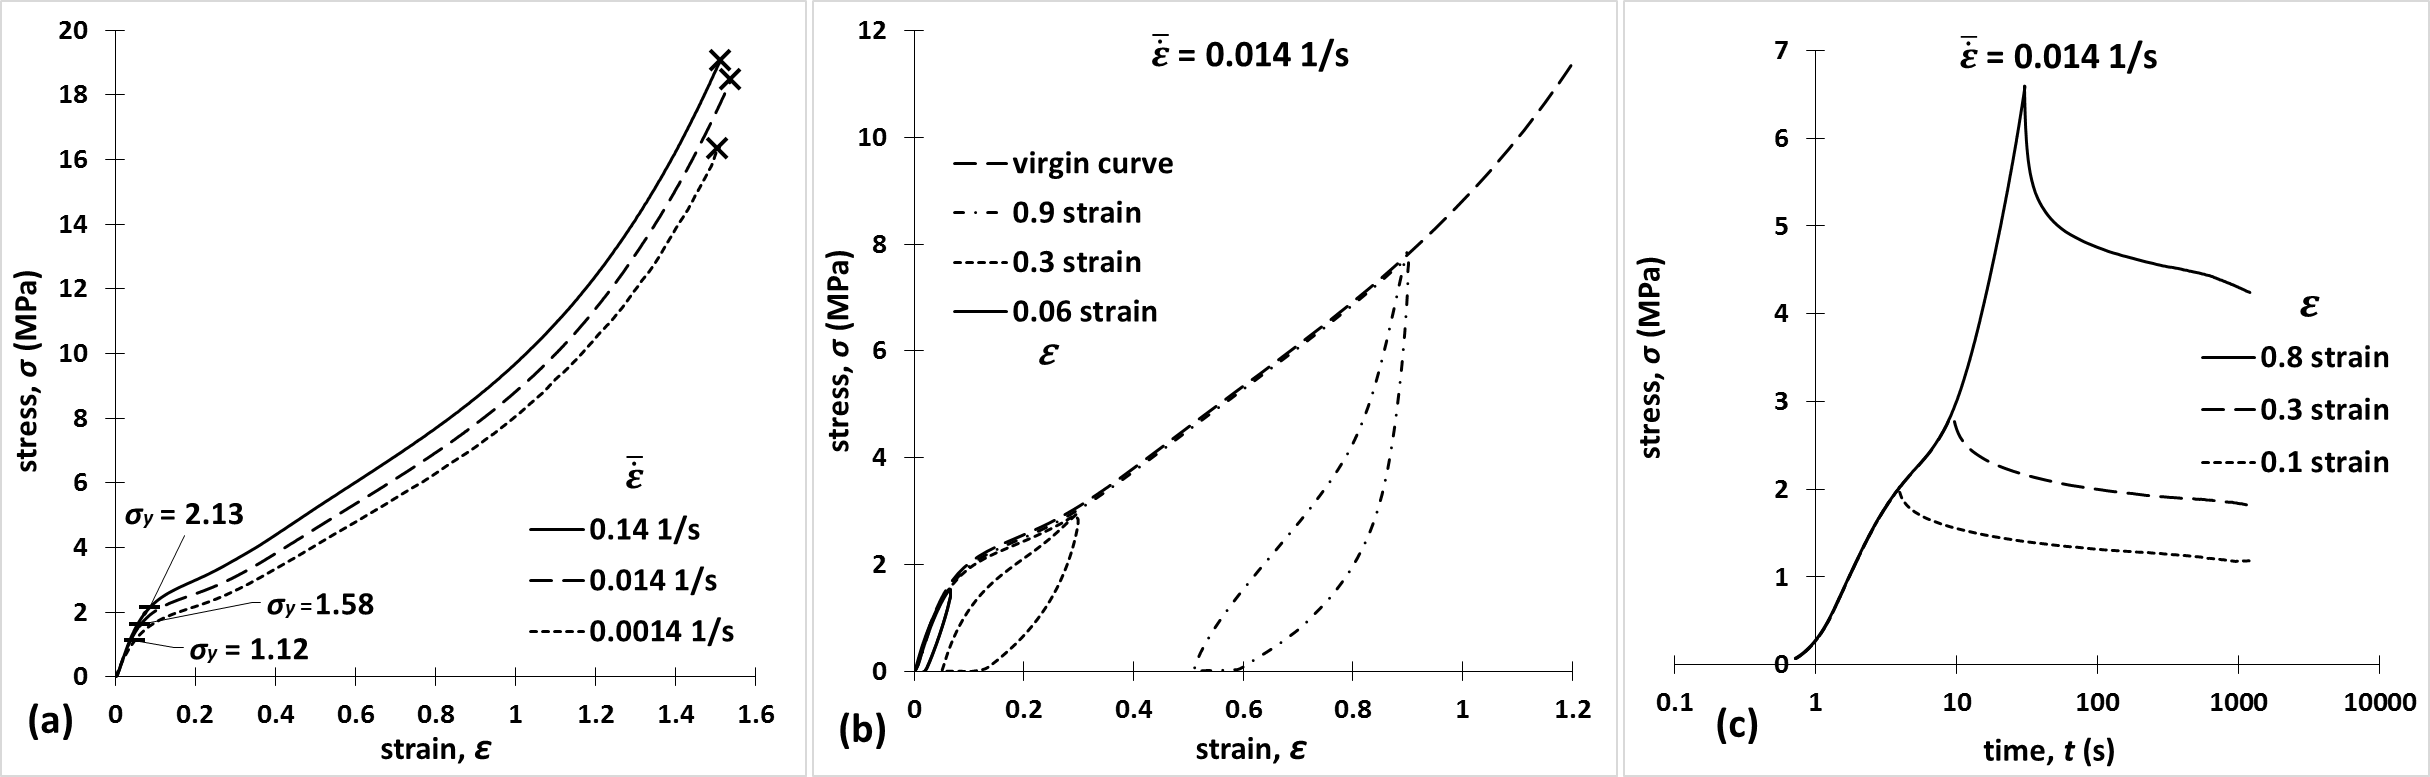 20
18
16
14
12
10
8
6
4
2
0
stress, σ (MPa)
σy = 2.13
σy = 1.58
σy = 1.12
ε̄̇
0.14 1/s
0.014 1/s
0.0014 1/s
0 0.2 0.4 0.6 0.8 1 1.2 1.4 1.6
(a)
strain, ε
ε̄̇ = 0.014 1/s
12
10
8
6
4
2
0
stress, σ (MPa)
virgin curve
0.9 strain
0.3 strain
0.06 strain
ε
0 0.2 0.4 0.6 0.8 1 1.2
(b)
strain, ε
ε̄̇ = 0.014 1/s
7
6
5
4
3
2
1
0
stress, σ (MPa)
ε
0.8 strain
0.3 strain
0.1 strain
0.1 1 10 100 1000 10000
(c)
time, t (s)